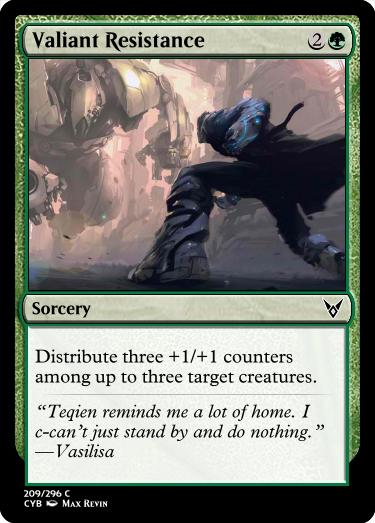 Valiant Resistance 2
Sorcery
Distribute three +1/+1 counters
among up to three target creatures.
“Teqien reminds me a lot of home. I
c-can’t just stand by and do nothing.”
—Vasilisa
209/296 C
CYB Max Revin